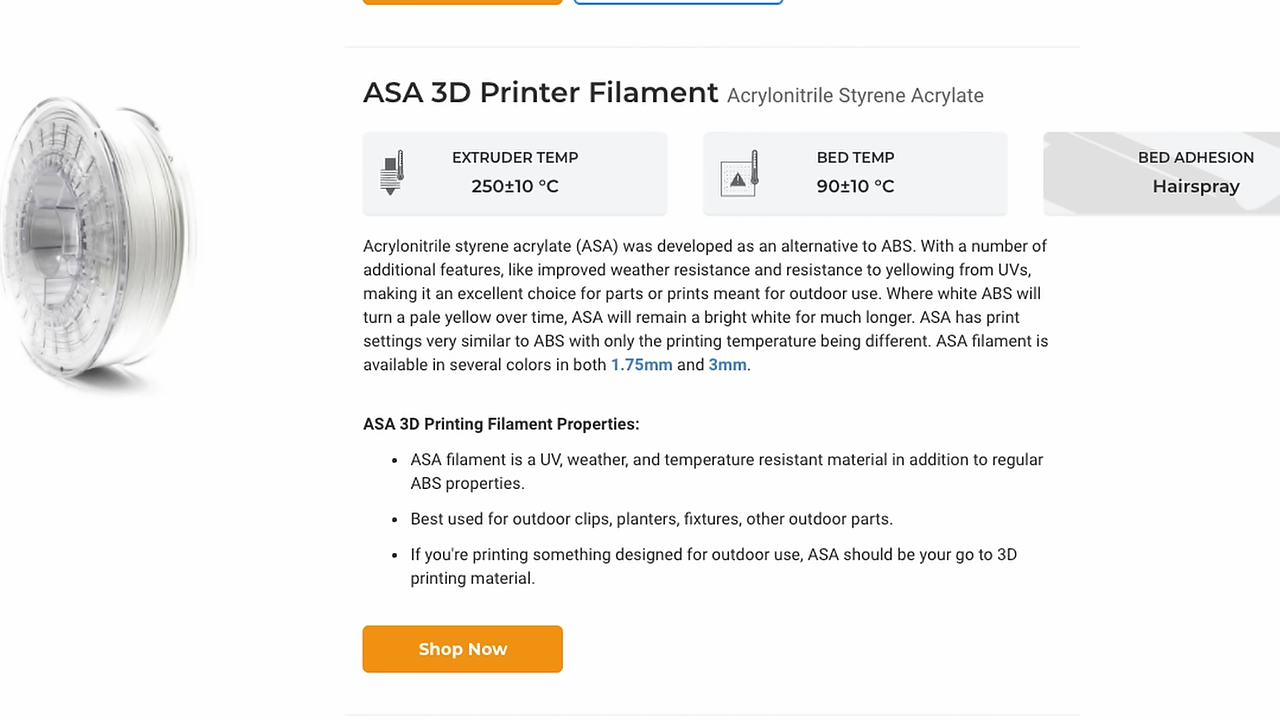 ASA 3D Printer Filament Acrylonitrile Styrene Acrylate
EXTRUDER TEMP
250±10 °C
BED TEMP
90±10 °C
BED ADHESION
Hairspray
Acrylonitrile styrene acrylate (ASA) was developed as an alternative to ABS. With a number of
additional features, like improved weather resistance and resistance to yellowing from UVs,
making it an excellent choice for parts or prints meant for outdoor use. Where white ABS will
turn a pale yellow over time, ASA will remain a bright white for much longer. ASA has print
settings very similar to ABS with only the printing temperature being different. ASA filament is
available in several colors in both 1.75mm and 3mm.
ASA 3D Printing Filament Properties:
• ASA filament is a UV, weather, and temperature resistant material in addition to regular
ABS properties.
• Best used for outdoor clips, planters, fixtures, other outdoor parts.
• If you're printing something designed for outdoor use, ASA should be your go to 3D
printing material.
Shop Now